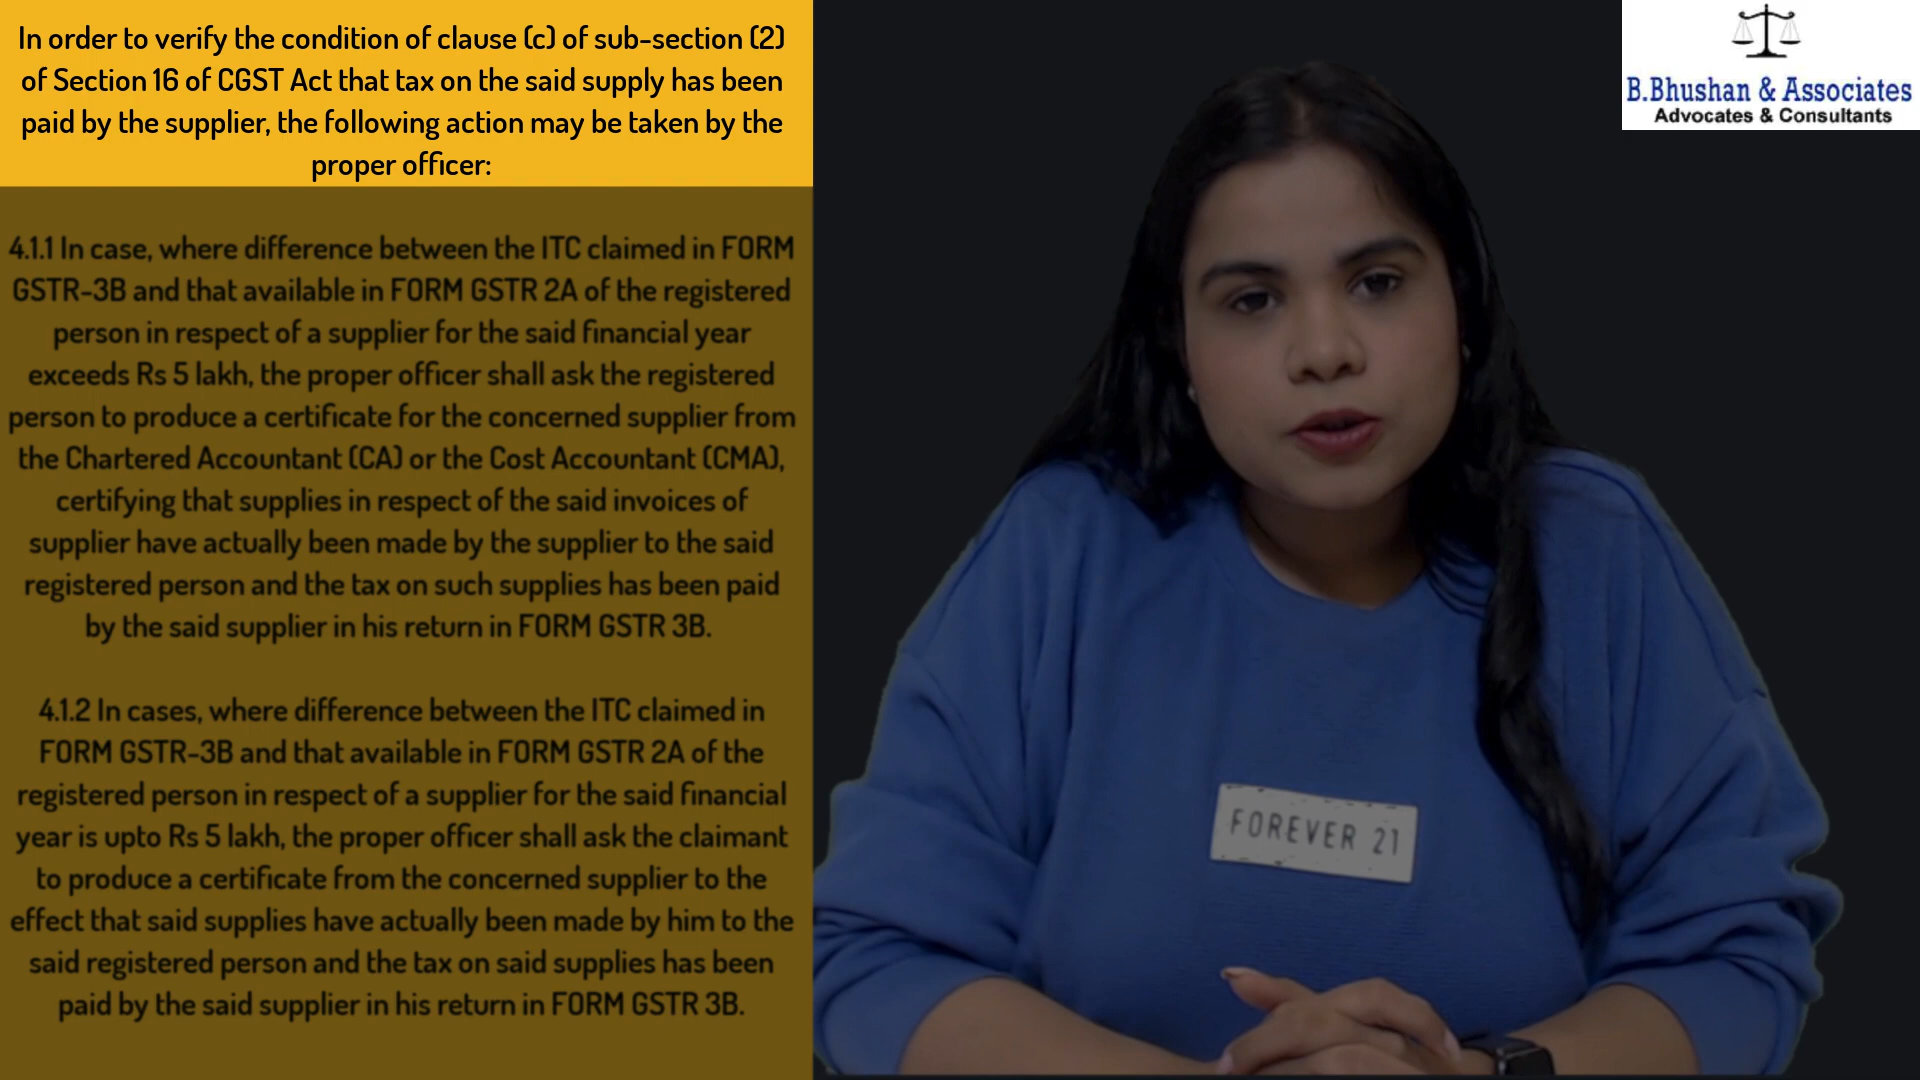 In order to verify the condition of clause (c) of sub-section (2)
of Section 16 of CGST Act that tax on the said supply has been
paid by the supplier, the following action may be taken by the
proper officer:
4.1.1 In case, where difference between the ITC claimed in FORM
GSTR-3B and that available in FORM GSTR 2A of the registered
person in respect of a supplier for the said financial year
exceeds Rs 5 lakh, the proper officer shall ask the registered
person to produce a certificate for the concerned supplier from
the Chartered Accountant (CA) or the Cost Accountant (CMA),
certifying that supplies in respect of the said invoices of
supplier have actually been made by the supplier to the said
registered person and the tax on such supplies has been paid
by the said supplier in his return in FORM GSTR 3B.
4.1.2 In cases, where difference between the ITC claimed in
FORM GSTR-3B and that available in FORM GSTR 2A of the
registered person in respect of a supplier for the said financial
year is upto Rs 5 lakh, the proper officer shall ask the claimant
to produce a certificate from the concerned supplier to the
effect that said supplies have actually been made by him to the
said registered person and the tax on said supplies has been
paid by the said supplier in his return in FORM GSTR 3B.
B.Bhushan & Associates
Advocates & Consultants
FOREVER 21